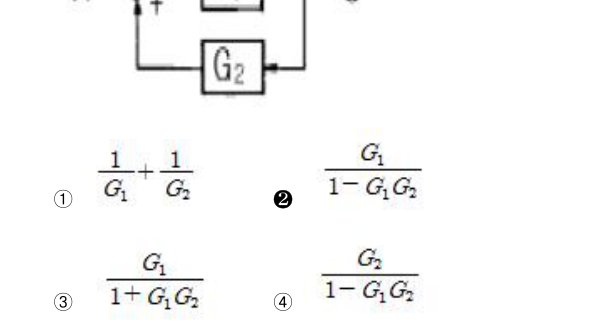 +
G₂
① 1/G₁ + 1/G₂
❷ G₁/(1 − G₁G₂)
③ G₁/(1 + G₁G₂)
④ G₂/(1 − G₁G₂)